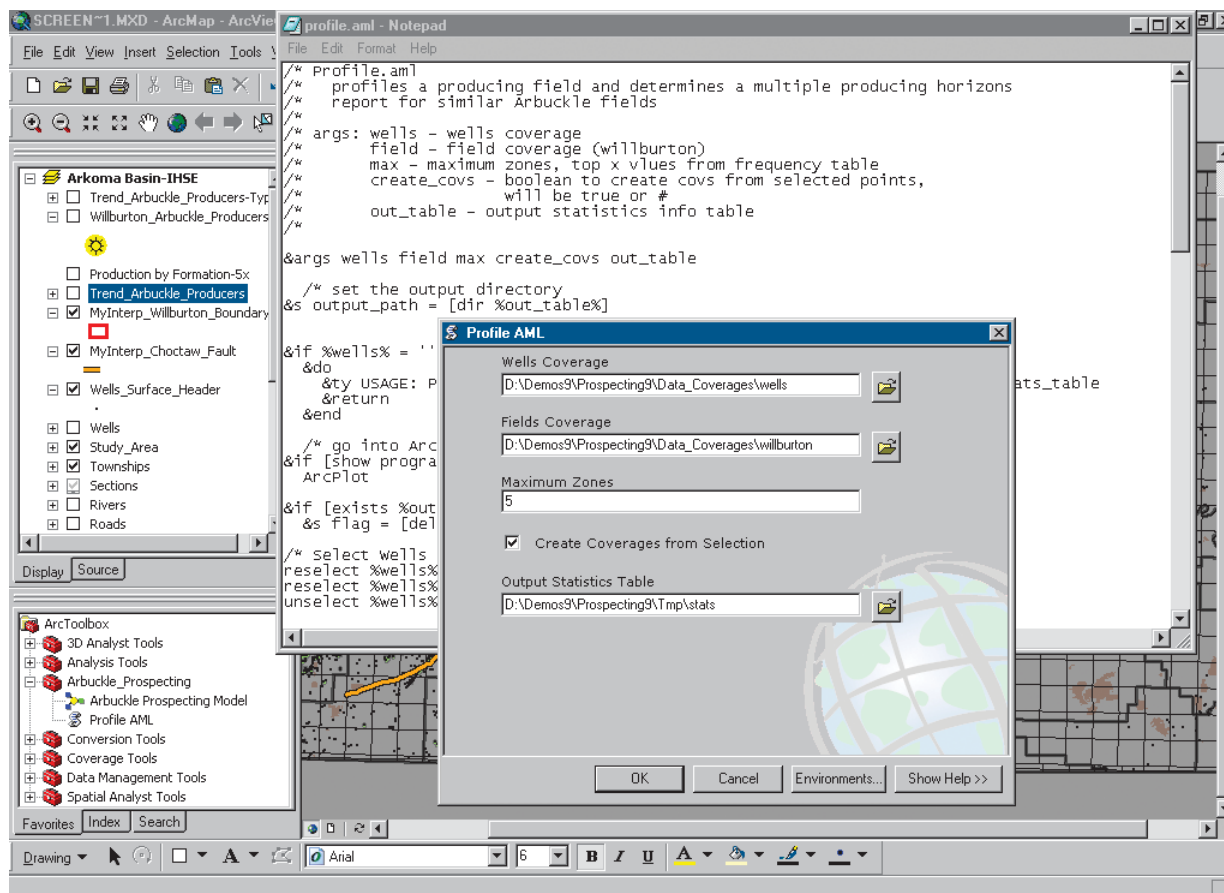 SCREEN~1.MXD - ArcMap - ArcVie
File Edit View Insert Selection Tools
Arkoma Basin-IHSE
Trend_Arbuckle_Producers-Typ
Willburton_Arbuckle_Producers
Production by Formation-5x
Trend_Arbuckle_Producers
MyInterp_Willburton_Boundary
MyInterp_Choctaw_Fault
Wells_Surface_Header
Wells
Study_Area
Townships
Sections
Rivers
Roads
Display Source
ArcToolbox
3D Analyst Tools
Analysis Tools
Arbuckle_Prospecting
Arbuckle Prospecting Model
Profile AML
Conversion Tools
Coverage Tools
Data Management Tools
Spatial Analyst Tools
Favorites Index Search
profile.aml - Notepad
File Edit Format Help
/* Profile.aml
/* profiles a producing field and determines a multiple producing horizons
/* report for similar Arbuckle fields
/*
/* args: wells - wells coverage
/* field - field coverage (willburton)
/* max - maximum zones, top x vlues from frequency table
/* create_covs - boolean to create covs from selected points,
/* will be true or #
/* out_table - output statistics info table
/*
&args wells field max create_covs out_table
/* set the output directory
&s output_path = [dir %out_table%]
&if %wells% = ''
&do
&ty USAGE: P
ats_table
&return
&end
/* go into Arc
&if [show progra
ArcPlot
&if [exists %out
&s flag = [del
/* Select Wells
reselect %wells%
reselect %wells%
unselect %wells%
Profile AML
Wells Coverage
D:\Demos9\Prospecting9\Data_Coverages\wells
Fields Coverage
D:\Demos9\Prospecting9\Data_Coverages\willburton
Maximum Zones
5
Create Coverages from Selection
Output Statistics Table
D:\Demos9\Prospecting9\Tmp\stats
OK Cancel Environments... Show Help >>
Drawing A Arial 6 B I U A